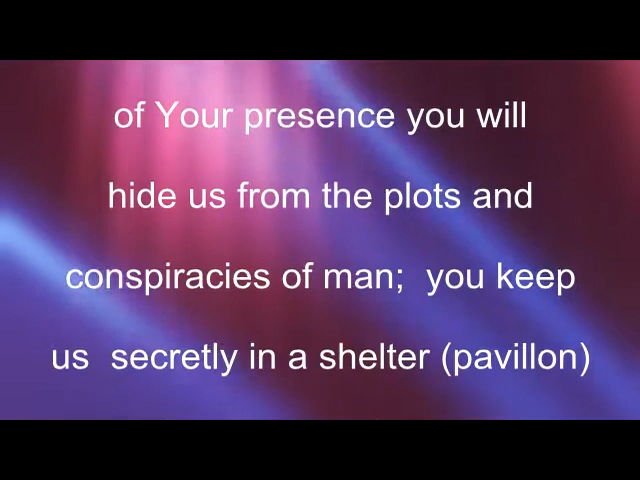 of Your presence you will
hide us from the plots and
conspiracies of man;  you keep
us  secretly in a shelter (pavillon)